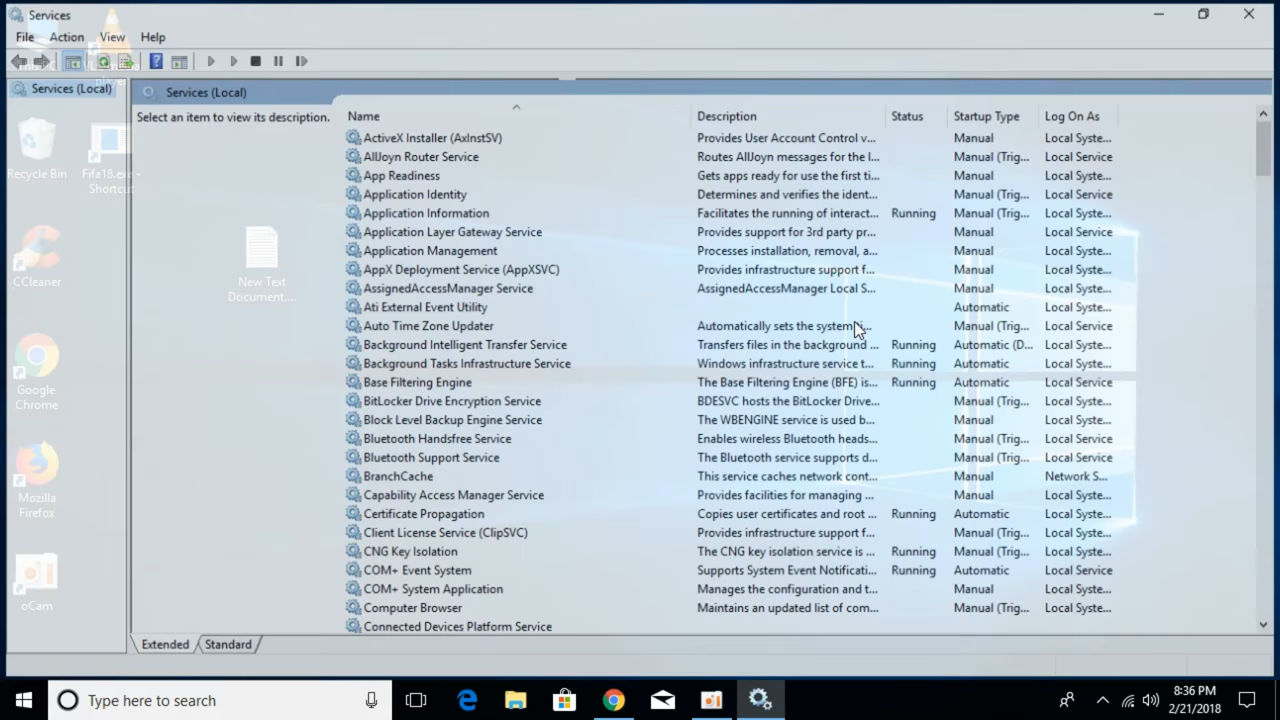 Services
File Action View Help
Services (Local)
Services (Local)
Select an item to view its description.
Name Description Status Startup Type Log On As
ActiveX Installer (AxInstSV) Provides User Account Control v... Manual Local Syste...
AllJoyn Router Service Routes AllJoyn messages for the l... Manual (Trig... Local Service
App Readiness Gets apps ready for use the first ti... Manual Local Syste...
Application Identity Determines and verifies the ident... Manual (Trig... Local Service
Application Information Facilitates the running of interact... Running Manual (Trig... Local Syste...
Application Layer Gateway Service Provides support for 3rd party pr... Manual Local Service
Application Management Processes installation, removal, a... Manual Local Syste...
AppX Deployment Service (AppXSVC) Provides infrastructure support f... Manual Local Syste...
AssignedAccessManager Service AssignedAccessManager Local S... Manual Local Syste...
Ati External Event Utility Automatic Local Syste...
Auto Time Zone Updater Automatically sets the system ti... Manual (Trig... Local Service
Background Intelligent Transfer Service Transfers files in the background ... Running Automatic (D... Local Syste...
Background Tasks Infrastructure Service Windows infrastructure service t... Running Automatic Local Syste...
Base Filtering Engine The Base Filtering Engine (BFE) is... Running Automatic Local Service
BitLocker Drive Encryption Service BDESVC hosts the BitLocker Drive... Manual (Trig... Local Syste...
Block Level Backup Engine Service The WBENGINE service is used b... Manual Local Syste...
Bluetooth Handsfree Service Enables wireless Bluetooth heads... Manual (Trig... Local Service
Bluetooth Support Service The Bluetooth service supports d... Manual (Trig... Local Service
BranchCache This service caches network cont... Manual Network S...
Capability Access Manager Service Provides facilities for managing ... Manual Local Syste...
Certificate Propagation Copies user certificates and root ... Running Automatic Local Syste...
Client License Service (ClipSVC) Provides infrastructure support f... Manual (Trig... Local Syste...
CNG Key Isolation The CNG key isolation service is ... Running Manual (Trig... Local Syste...
COM+ Event System Supports System Event Notificati... Running Automatic Local Service
COM+ System Application Manages the configuration and t... Manual Local Syste...
Computer Browser Maintains an updated list of com... Manual (Trig... Local Syste...
Connected Devices Platform Service
Extended Standard
Recycle Bin
Fifa18.exe -
Shortcut
CCleaner
New Text
Document....
Google
Chrome
Mozilla
Firefox
oCam
Type here to search
8:36 PM
2/21/2018